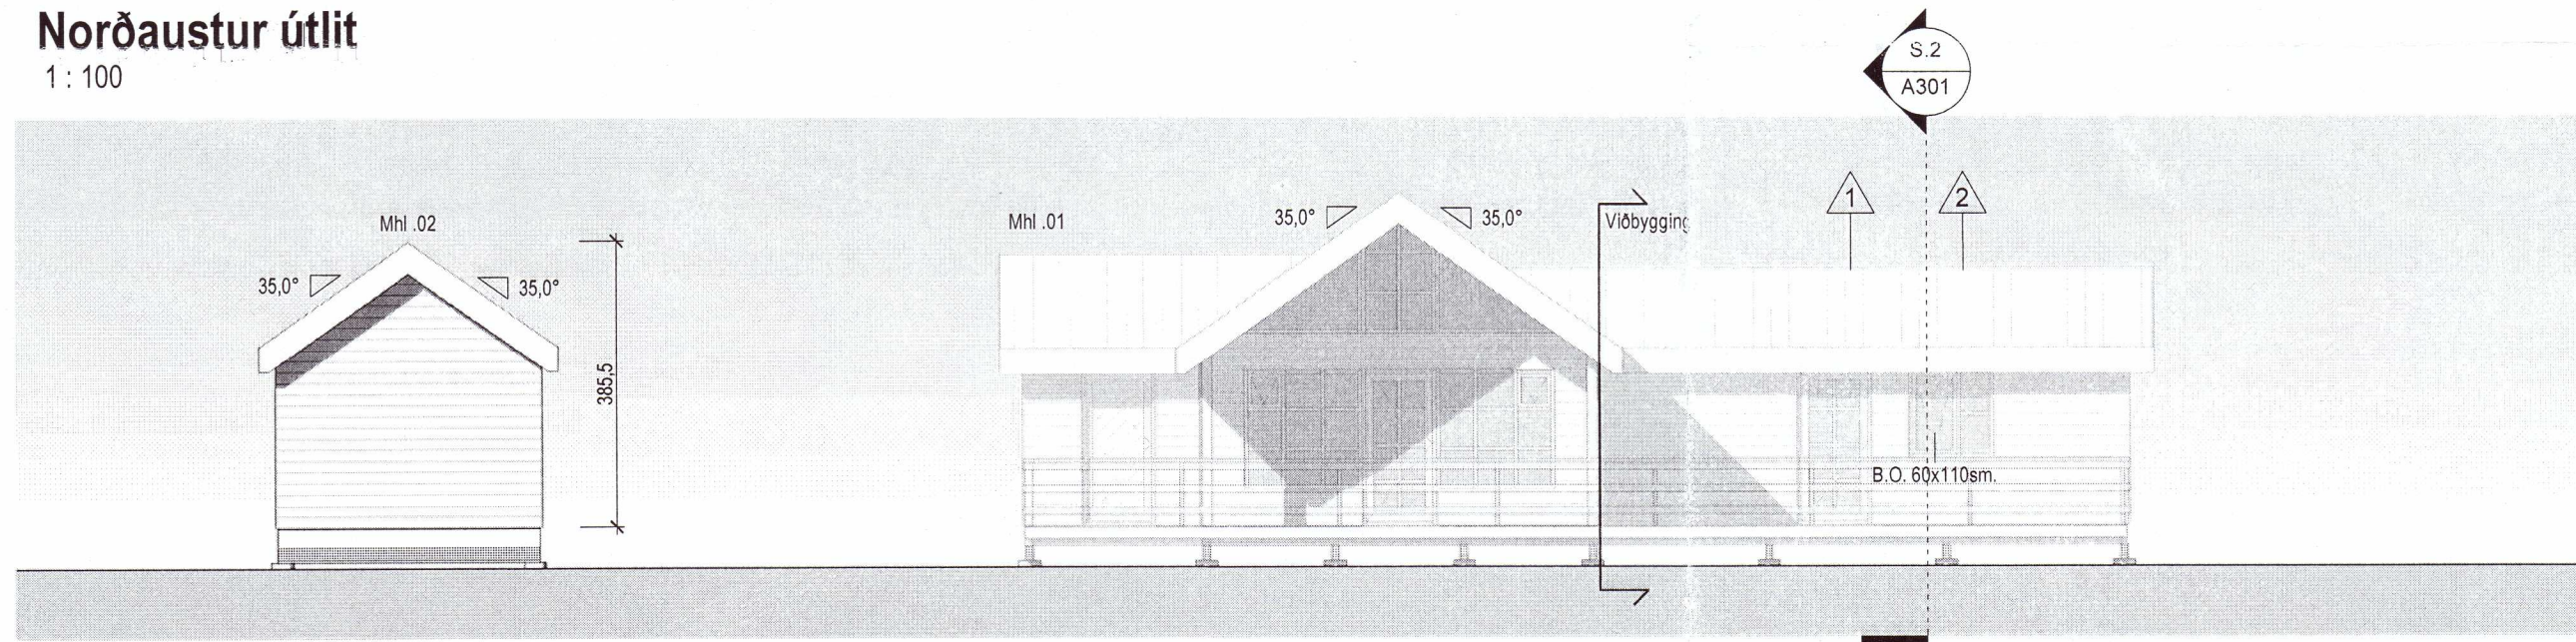 Norðaustur útlit
1 : 100
S.2
A301
1
2
Mhl .02
Mhl .01
35,0°
35,0°
Viðbygging
35,0°
35,0°
385,5
B.O. 60x110sm.